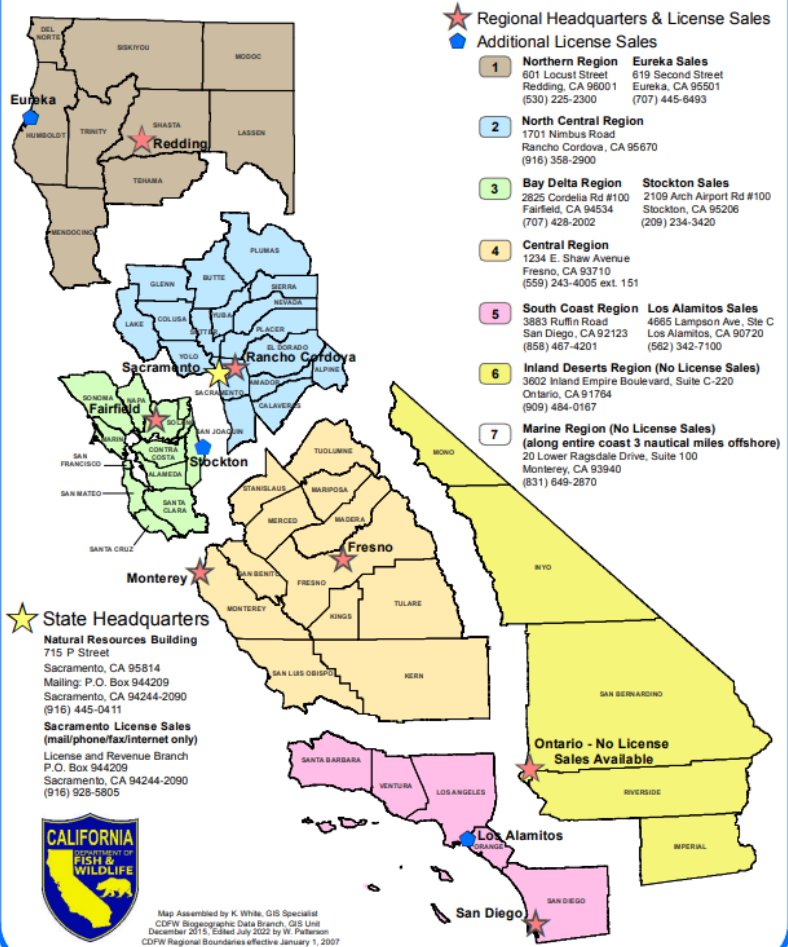 Regional Headquarters & License Sales
Additional License Sales
1
Northern Region
601 Locust Street
Redding, CA 96001
(530) 225-2300
Eureka Sales
619 Second Street
Eureka, CA 95501
(707) 445-6493
2
North Central Region
1701 Nimbus Road
Rancho Cordova, CA 95670
(916) 358-2900
3
Bay Delta Region
2825 Cordelia Rd #100
Fairfield, CA 94534
(707) 428-2002
Stockton Sales
2109 Arch Airport Rd #100
Stockton, CA 95206
(209) 234-3420
4
Central Region
1234 E. Shaw Avenue
Fresno, CA 93710
(559) 243-4005 ext. 151
5
South Coast Region
3883 Ruffin Road
San Diego, CA 92123
(858) 467-4201
Los Alamitos Sales
4665 Lampson Ave, Ste C
Los Alamitos, CA 90720
(562) 342-7100
6
Inland Deserts Region (No License Sales)
3602 Inland Empire Boulevard, Suite C-220
Ontario, CA 91764
(909) 484-0167
7
Marine Region (No License Sales)
(along entire coast 3 nautical miles offshore)
20 Lower Ragsdale Drive, Suite 100
Monterey, CA 93940
(831) 649-2870
DEL
NORTE
SISKIYOU
MODOC
Eureka
HUMBOLDT
TRINITY
SHASTA
Redding
LASSEN
TEHAMA
MENDOCINO
PLUMAS
GLENN
BUTTE
SIERRA
NEVADA
LAKE
COLUSA
SUTTER
YUBA
PLACER
YOLO
EL DORADO
Rancho Cordova
Sacramento
ALPINE
AMADOR
SACRAMENTO
CALAVERAS
SAN JOAQUIN
SONOMA
NAPA
Fairfield
SOLANO
MARIN
CONTRA
COSTA
Stockton
SAN
FRANCISCO
ALAMEDA
SAN MATEO
SANTA
CLARA
SANTA CRUZ
TUOLUMNE
STANISLAUS
MARIPOSA
MERCED
MADERA
Fresno
Monterey
SAN BENITO
FRESNO
MONTEREY
KINGS
TULARE
SAN LUIS OBISPO
KERN
MONO
INYO
SAN BERNARDINO
Ontario - No License
Sales Available
RIVERSIDE
IMPERIAL
SANTA BARBARA
VENTURA
LOS ANGELES
Los Alamitos
ORANGE
San Diego
SAN DIEGO
State Headquarters
Natural Resources Building
715 P Street
Sacramento, CA 95814
Mailing: P.O. Box 944209
Sacramento, CA 94244-2090
(916) 445-0411
Sacramento License Sales
(mail/phone/fax/internet only)
License and Revenue Branch
P.O. Box 944209
Sacramento, CA 94244-2090
(916) 928-5805
CALIFORNIA
DEPARTMENT OF
FISH &
WILDLIFE
Map Assembled by K. White, GIS Specialist
CDFW Biogeographic Data Branch, GIS Unit
December 2015, Edited July 2022 by W. Patterson
CDFW Regional Boundaries effective January 1, 2007